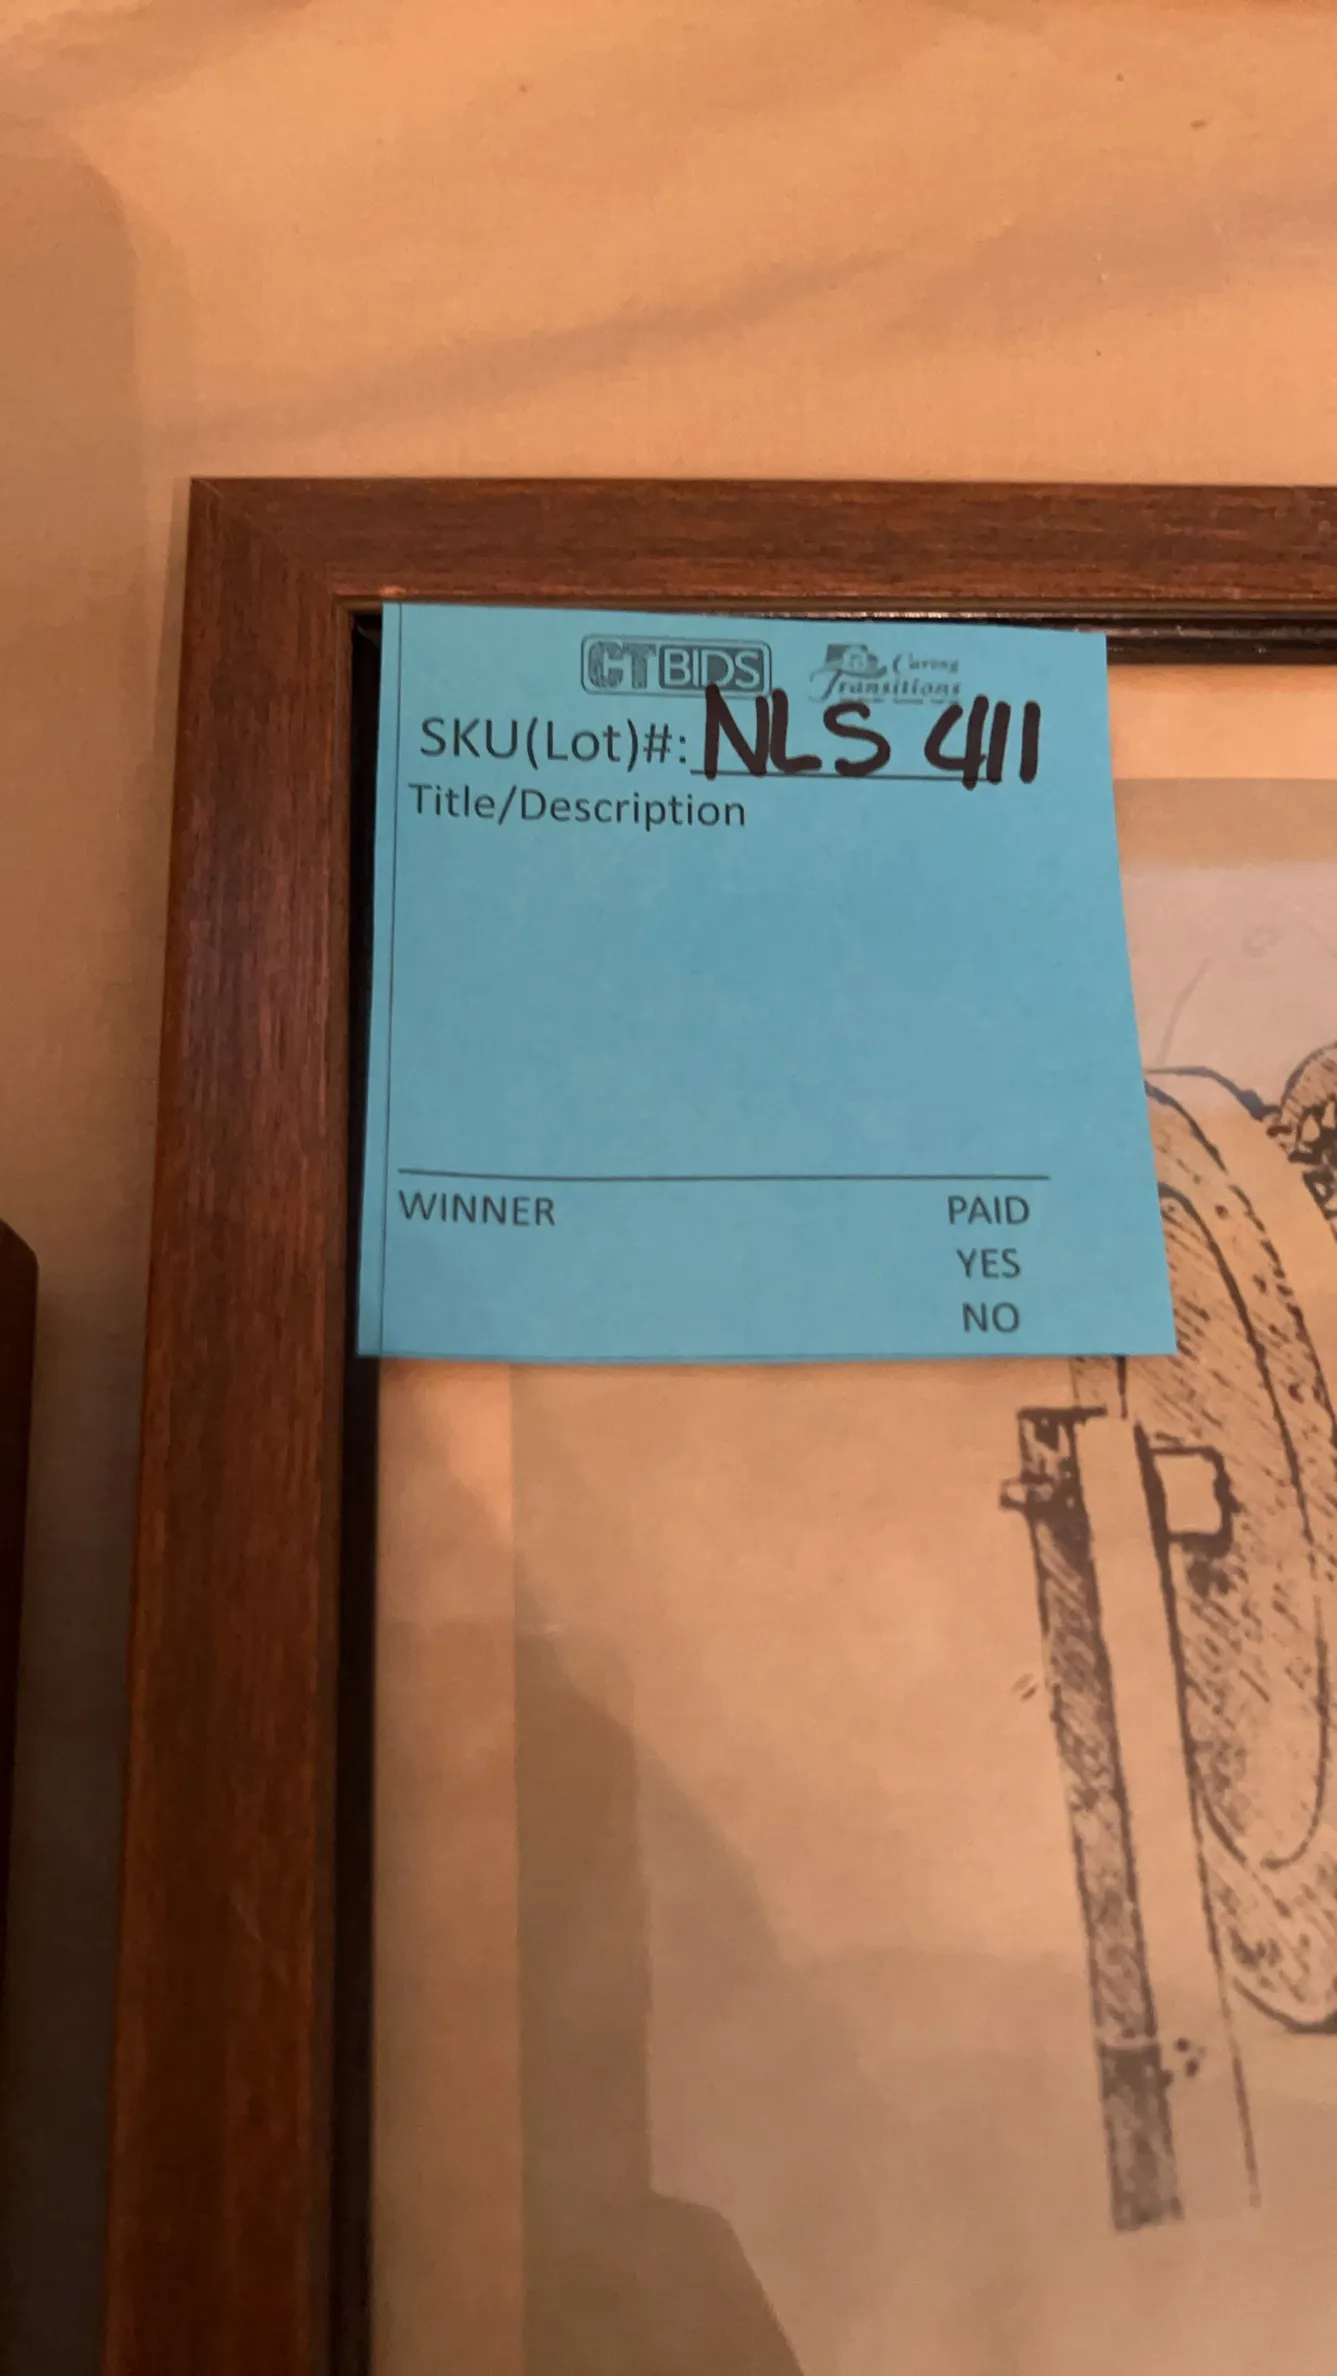 CTBIDS Caring
Transitions
SKU(Lot)#: NLS 411
Title/Description
WINNER PAID
YES
NO